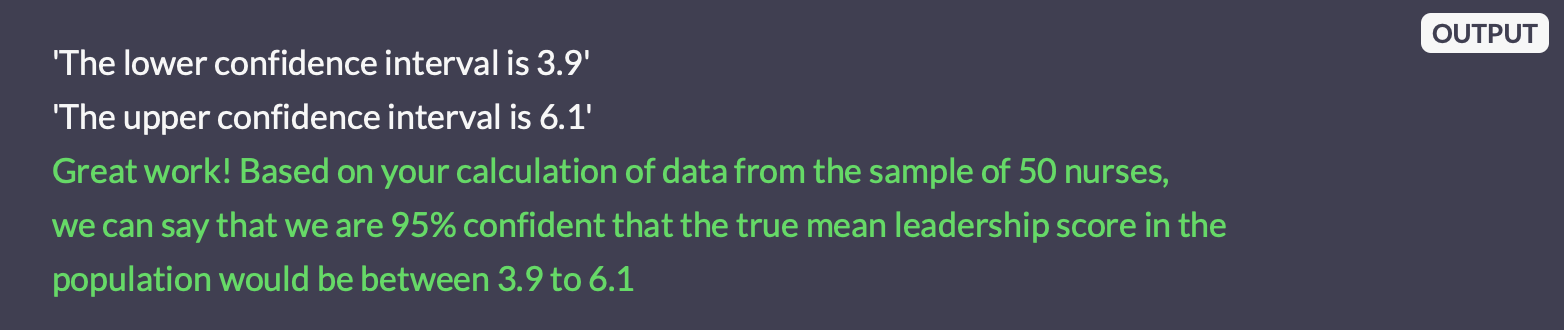 OUTPUT
'The lower confidence interval is 3.9'
'The upper confidence interval is 6.1'
Great work! Based on your calculation of data from the sample of 50 nurses,
we can say that we are 95% confident that the true mean leadership score in the
population would be between 3.9 to 6.1